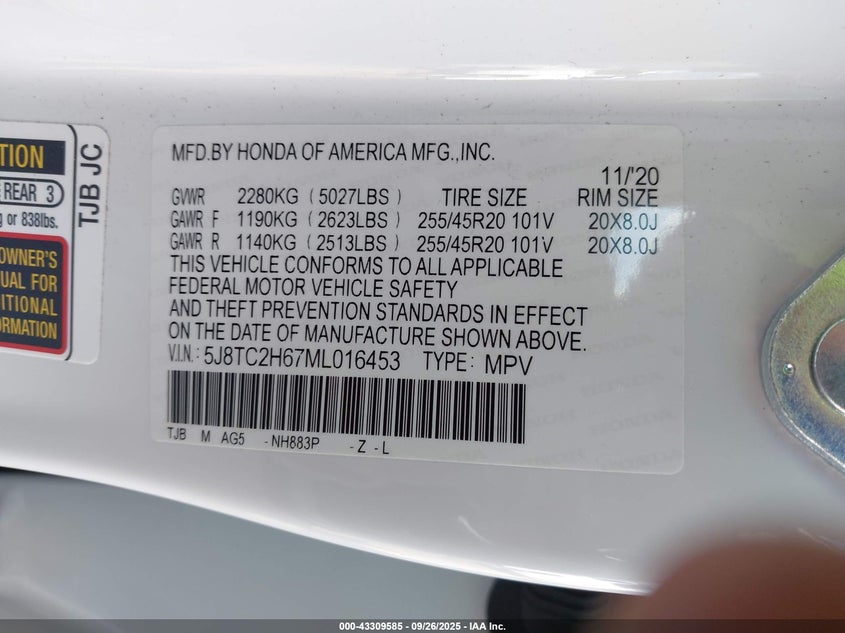 TION
REAR 3
g or 838lbs.
OWNER'S
UAL FOR
ITIONAL
ORMATION
TJB JC
MFD.BY HONDA OF AMERICA MFG.,INC.
11/'20
GVWR 2280KG (5027LBS) TIRE SIZE RIM SIZE
GAWR F 1190KG (2623LBS) 255/45R20 101V 20X8.0J
GAWR R 1140KG (2513LBS) 255/45R20 101V 20X8.0J
THIS VEHICLE CONFORMS TO ALL APPLICABLE
FEDERAL MOTOR VEHICLE SAFETY
AND THEFT PREVENTION STANDARDS IN EFFECT
ON THE DATE OF MANUFACTURE SHOWN ABOVE.
V.I.N.: 5J8TC2H67ML016453 TYPE: MPV
TJB M AG5 -NH883P -Z -L
000-43309585 - 09/26/2025 - IAA Inc.